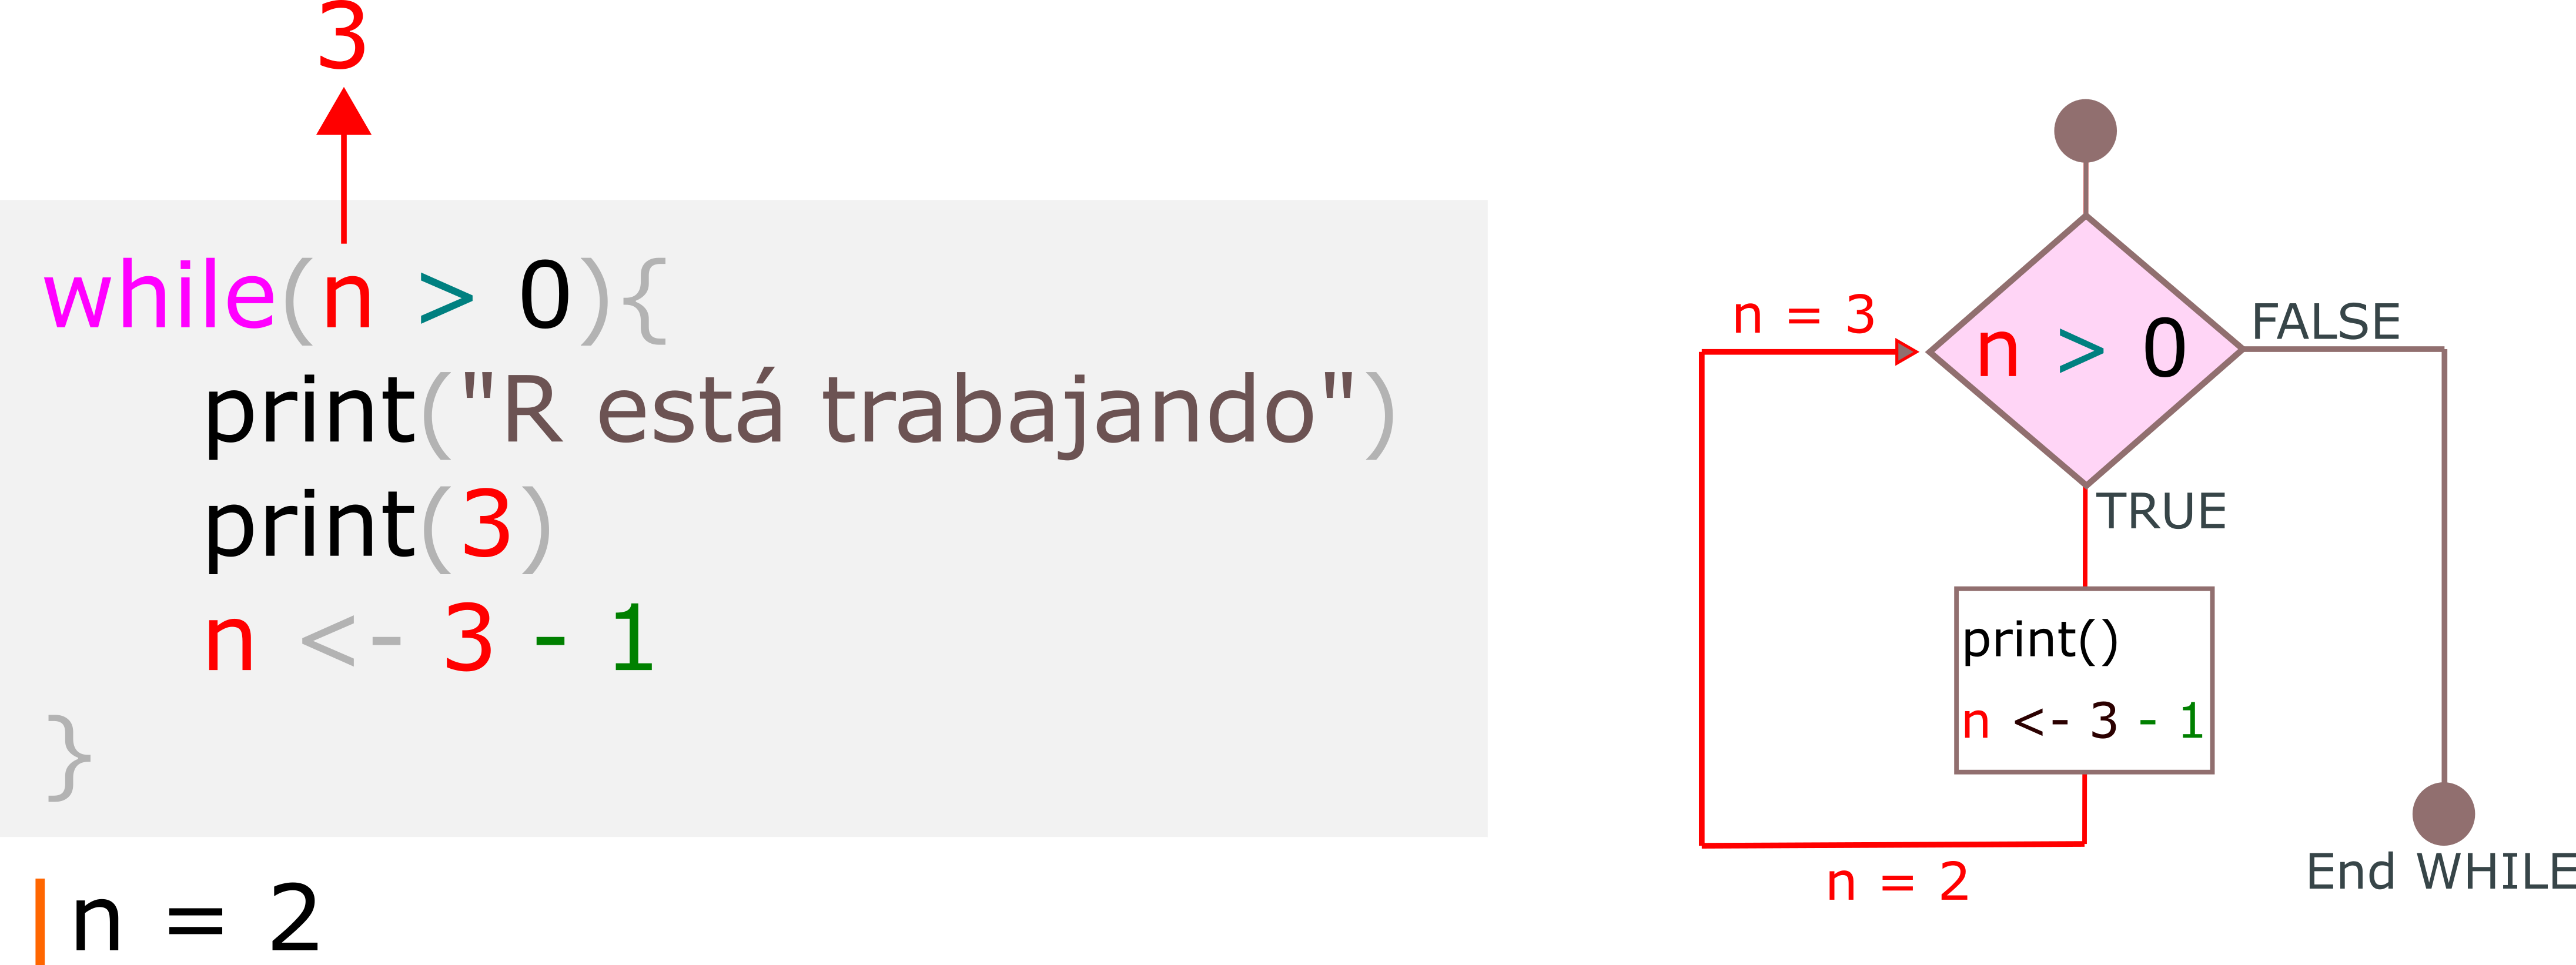 3
while(n > 0){
print("R está trabajando")
print(3)
n <- 3 - 1
}
n = 2
n = 3
n > 0
FALSE
TRUE
print()
n <- 3 - 1
n = 2
End WHILE